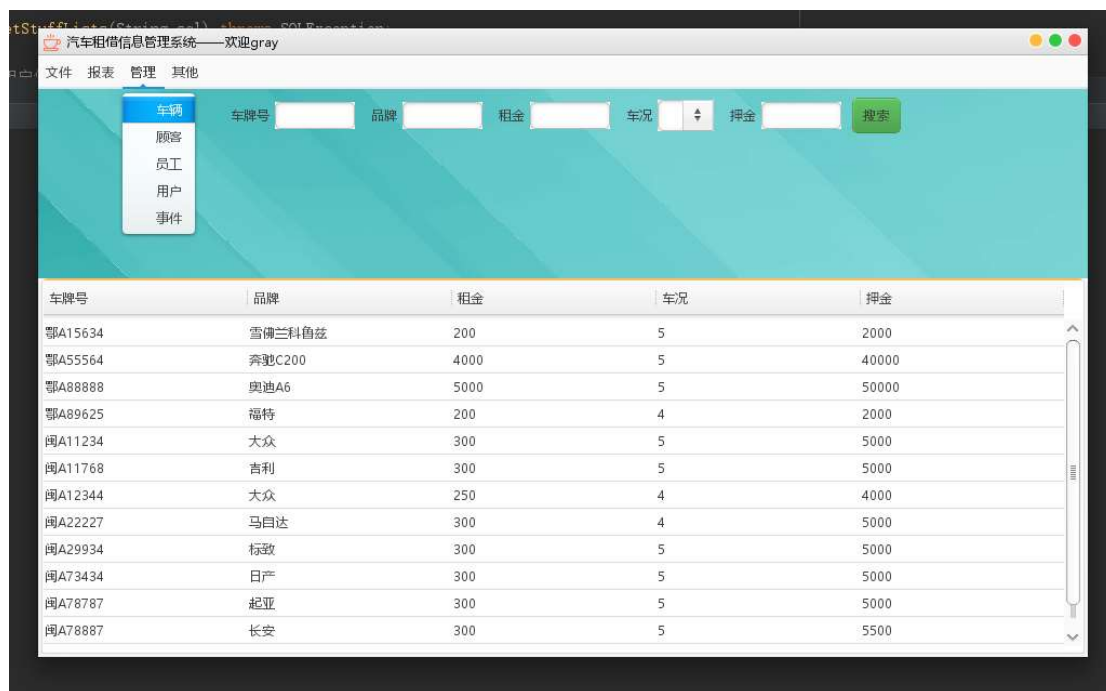 汽车租借信息管理系统——欢迎gray
文件 报表 管理 其他
车辆
顾客
员工
用户
事件
车牌号 品牌 租金 车况 押金 搜索
车牌号 品牌 租金 车况 押金
鄂A15634 雪佛兰科鲁兹 200 5 2000
鄂A55564 奔驰C200 4000 5 40000
鄂A88888 奥迪A6 5000 5 50000
鄂A89625 福特 200 4 2000
闽A11234 大众 300 5 5000
闽A11768 吉利 300 5 5000
闽A12344 大众 250 4 4000
闽A22227 马自达 300 4 5000
闽A29934 标致 300 5 5000
闽A73434 日产 300 5 5000
闽A78787 起亚 300 5 5000
闽A78887 长安 300 5 5500